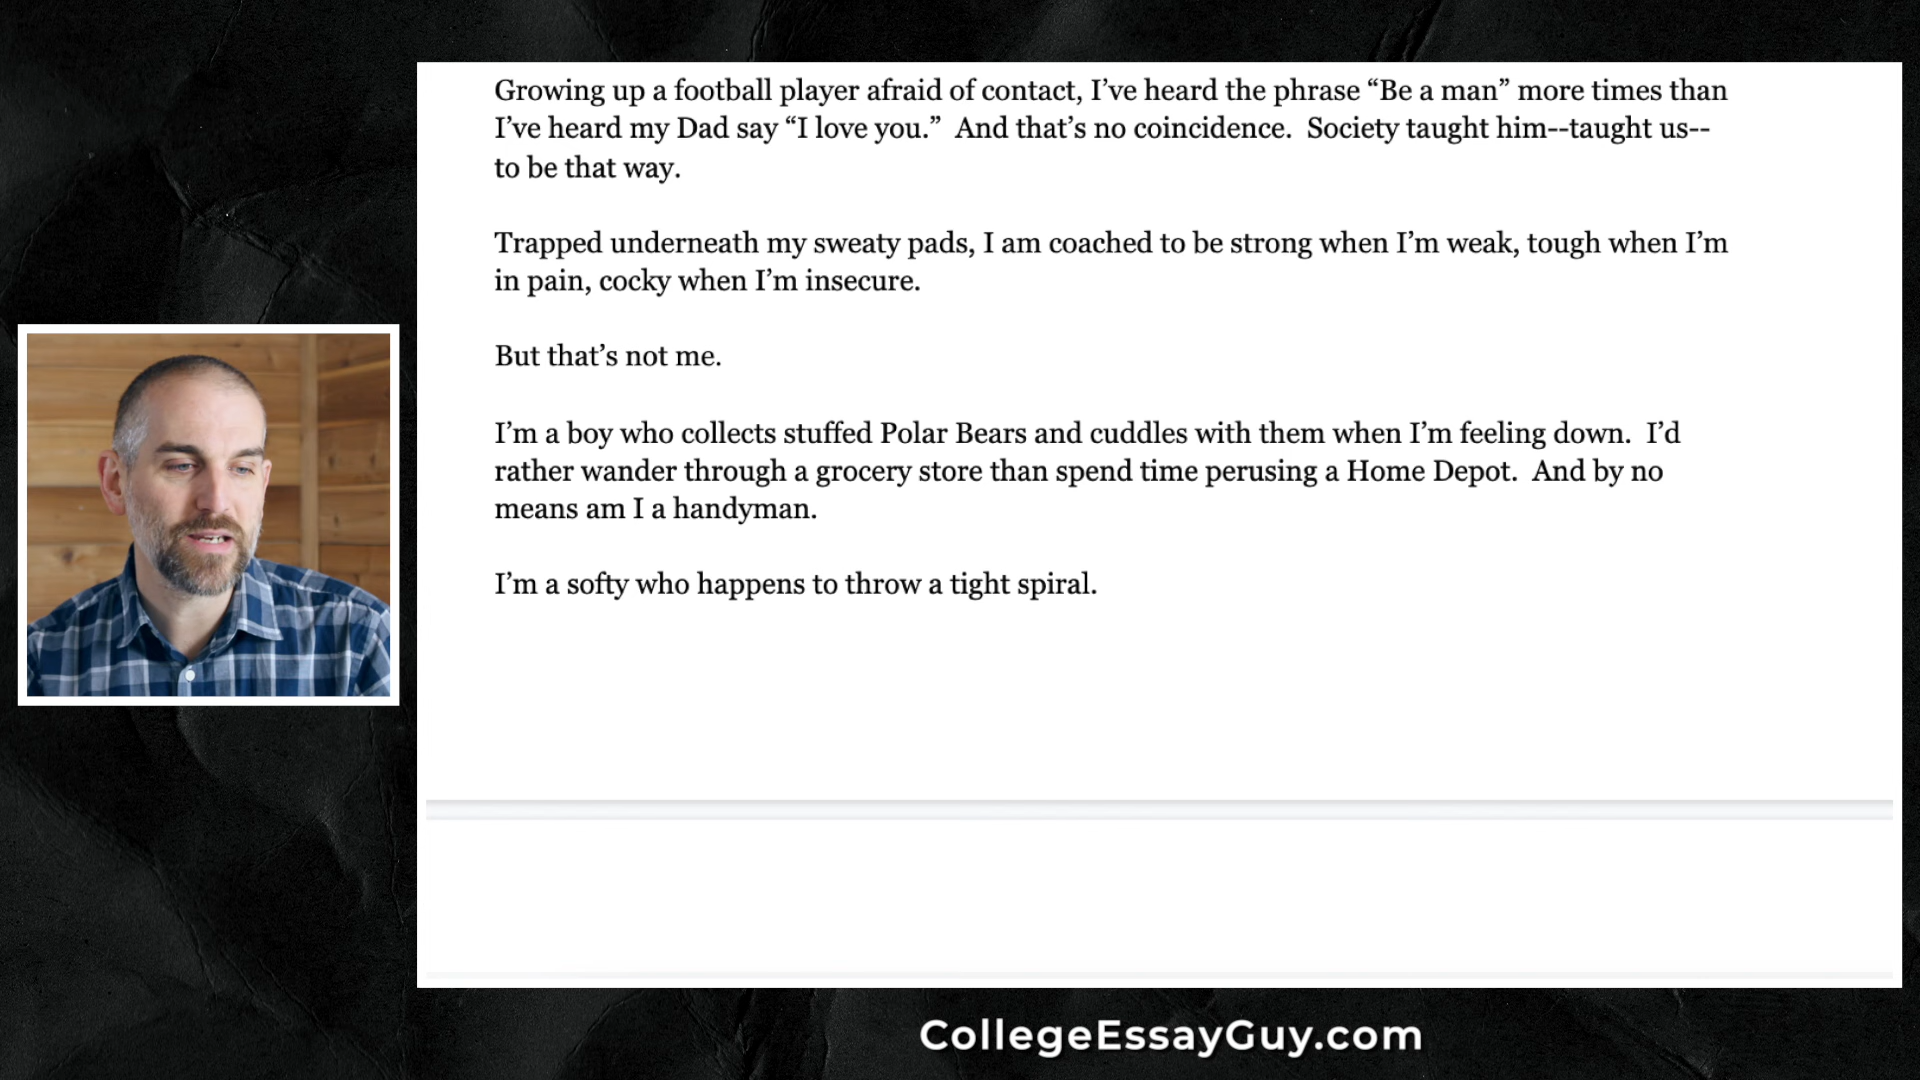 Growing up a football player afraid of contact, I’ve heard the phrase “Be a man” more times than
I’ve heard my Dad say “I love you.”  And that’s no coincidence.  Society taught him--taught us--
to be that way.
Trapped underneath my sweaty pads, I am coached to be strong when I’m weak, tough when I’m
in pain, cocky when I’m insecure.
But that’s not me.
I’m a boy who collects stuffed Polar Bears and cuddles with them when I’m feeling down.  I’d
rather wander through a grocery store than spend time perusing a Home Depot.  And by no
means am I a handyman.
I’m a softy who happens to throw a tight spiral.
CollegeEssayGuy.com